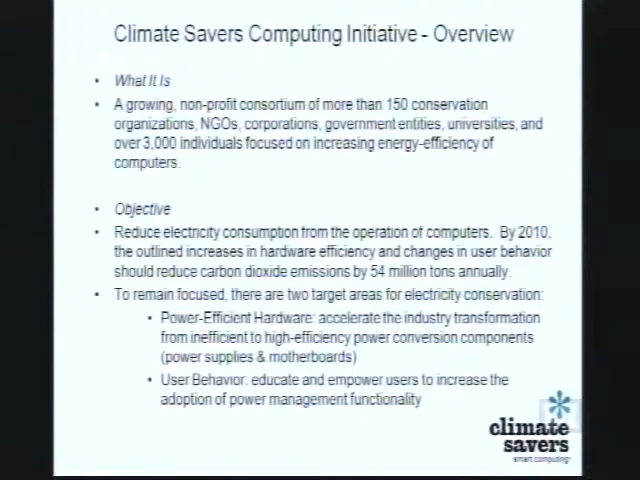 Climate Savers Computing Initiative - Overview
• What It Is
• A growing, non-profit consortium of more than 150 conservation
organizations, NGOs, corporations, government entities, universities, and
over 3,000 individuals focused on increasing energy-efficiency of
computers.
• Objective
• Reduce electricity consumption from the operation of computers. By 2010,
the outlined increases in hardware efficiency and changes in user behavior
should reduce carbon dioxide emissions by 54 million tons annually.
• To remain focused, there are two target areas for electricity conservation:
• Power-Efficient Hardware: accelerate the industry transformation
from inefficient to high-efficiency power conversion components
(power supplies & motherboards)
• User Behavior: educate and empower users to increase the
adoption of power management functionality
climate
savers
smart computing